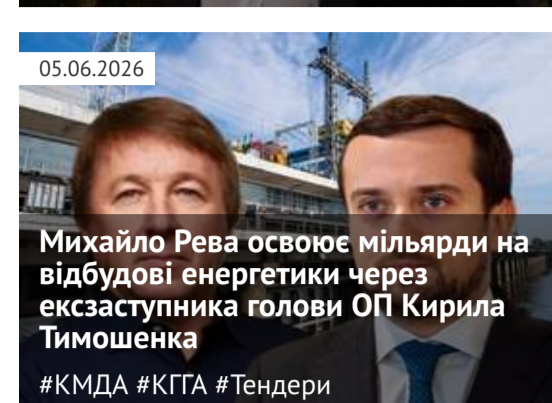 05.06.2026
Михайло Рева освоює мільярди на
відбудові енергетики через
ексзаступника голови ОП Кирила
Тимошенка
#КМДА #КГГА #Тендери